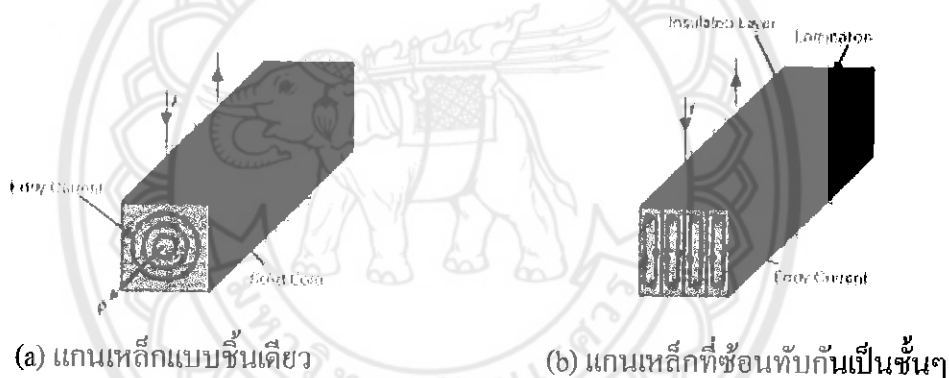 Insulated Layer
Lamination
Eddy Current
Solid Core
Eddy Current
(a) แกนเหล็กแบบชิ้นเดียว
(b) แกนเหล็กที่ซ้อนทับกันเป็นชั้นๆ